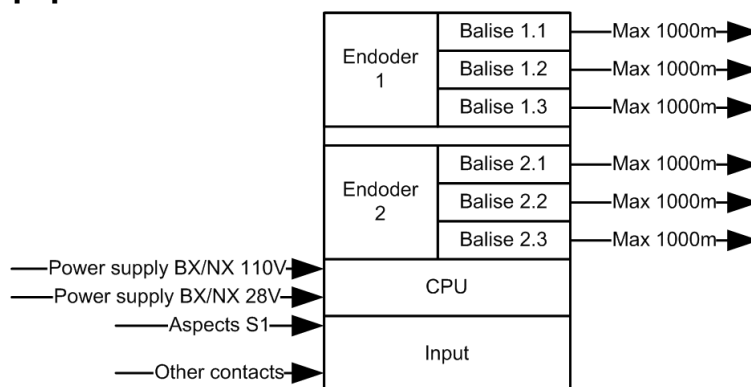 Endoder
1
Balise 1.1
Max 1000m
Balise 1.2
Max 1000m
Balise 1.3
Max 1000m
Endoder
2
Balise 2.1
Max 1000m
Balise 2.2
Max 1000m
Balise 2.3
Max 1000m
Power supply BX/NX 110V
CPU
Power supply BX/NX 28V
Aspects S1
Input
Other contacts